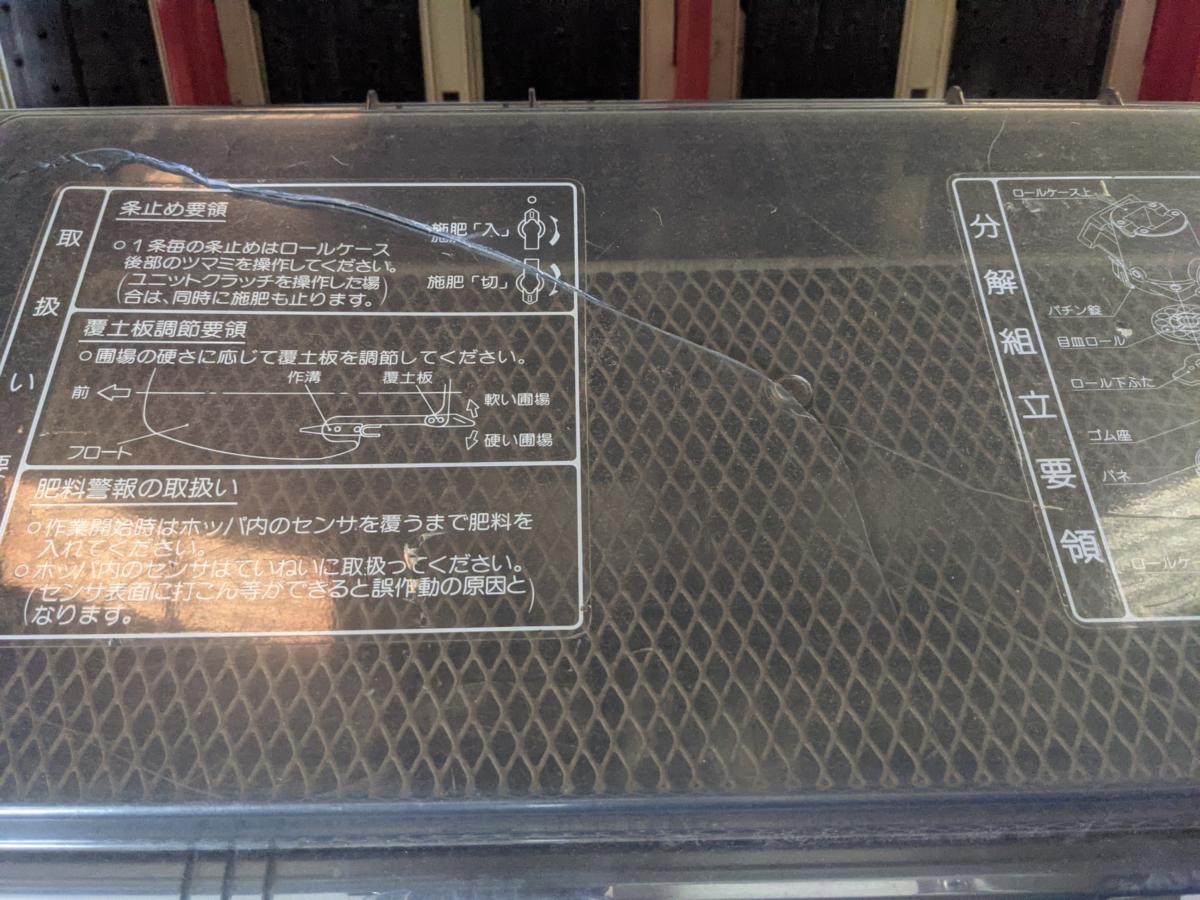 取扱い要
条止め要領
○1条毎の条止めはロールケース
後部のツマミを操作してください。
(ユニットクラッチを操作した場
合は、同時に施肥も止ります。)
施肥「入」
施肥「切」
覆土板調節要領
○圃場の硬さに応じて覆土板を調節してください。
前
作溝
覆土板
軟い圃場
硬い圃場
フロート
肥料警報の取扱い
○作業開始時はホッパ内のセンサを覆うまで肥料を
入れてください。
○ホッパ内のセンサはていねいに取扱ってください。
(センサ表面に打こん等ができると誤作動の原因と
なります。)
分解組立要領
ロールケース上
パチン錠
目皿ロール
ロール下ふた
ゴム座
バネ
ロールケ